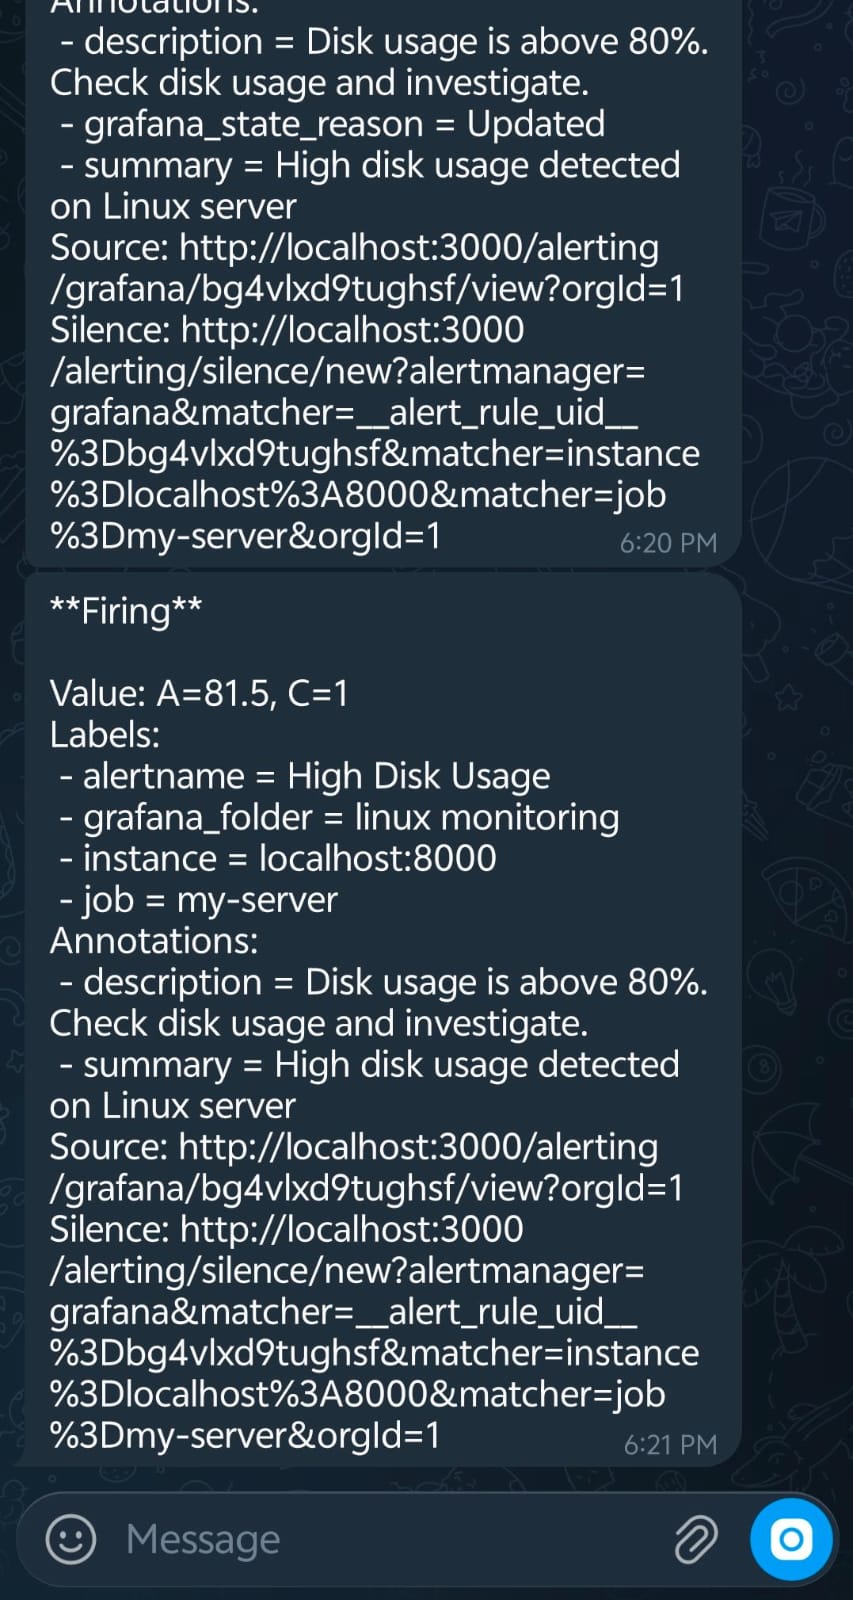 Annotations:
- description = Disk usage is above 80%.
Check disk usage and investigate.
- grafana_state_reason = Updated
- summary = High disk usage detected
on Linux server
Source: http://localhost:3000/alerting
/grafana/bg4vlxd9tughsf/view?orgId=1
Silence: http://localhost:3000
/alerting/silence/new?alertmanager=
grafana&matcher=__alert_rule_uid__
%3Dbg4vlxd9tughsf&matcher=instance
%3Dlocalhost%3A8000&matcher=job
%3Dmy-server&orgId=1
6:20 PM
**Firing**
Value: A=81.5, C=1
Labels:
- alertname = High Disk Usage
- grafana_folder = linux monitoring
- instance = localhost:8000
- job = my-server
Annotations:
- description = Disk usage is above 80%.
Check disk usage and investigate.
- summary = High disk usage detected
on Linux server
Source: http://localhost:3000/alerting
/grafana/bg4vlxd9tughsf/view?orgId=1
Silence: http://localhost:3000
/alerting/silence/new?alertmanager=
grafana&matcher=__alert_rule_uid__
%3Dbg4vlxd9tughsf&matcher=instance
%3Dlocalhost%3A8000&matcher=job
%3Dmy-server&orgId=1
6:21 PM
Message